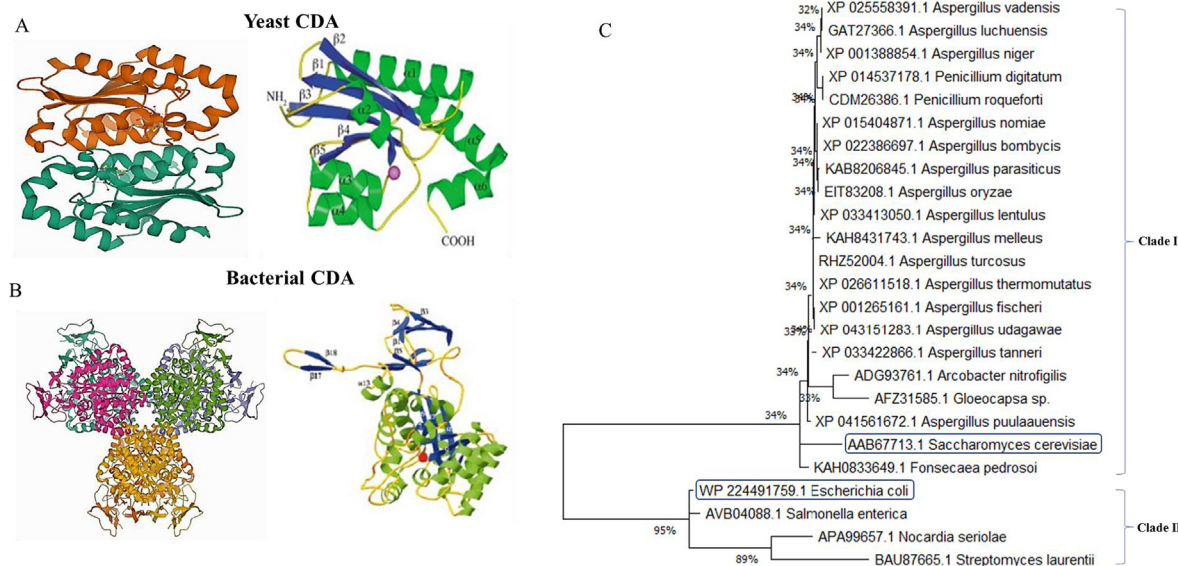 A
Yeast CDA
β2
β1
α1
NH2
β3
α2
β4
α5
β5
α3
α6
α4
COOH
Bacterial CDA
B
β3
β4
β18
β17
α13
C
32%
XP 025558391.1 Aspergillus vadensis
34%
GAT27366.1 Aspergillus luchuensis
34%
XP 001388854.1 Aspergillus niger
XP 014537178.1 Penicillium digitatum
CDM26386.1 Penicillium roqueforti
XP 015404871.1 Aspergillus nomiae
34%
XP 022386697.1 Aspergillus bombycis
34%
KAB8206845.1 Aspergillus parasiticus
34%
EIT83208.1 Aspergillus oryzae
XP 033413050.1 Aspergillus lentulus
34%
KAH8431743.1 Aspergillus melleus
Clade I
RHZ52004.1 Aspergillus turcosus
34%
XP 026611518.1 Aspergillus thermomutatus
XP 001265161.1 Aspergillus fischeri
XP 043151283.1 Aspergillus udagawae
XP 033422866.1 Aspergillus tanneri
34%
ADG93761.1 Arcobacter nitrofigilis
33%
AFZ31585.1 Gloeocapsa sp.
34%
XP 041561672.1 Aspergillus puulaauensis
AAB67713.1 Saccharomyces cerevisiae
KAH0833649.1 Fonsecaea pedrosoi
WP 224491759.1 Escherichia coli
AVB04088.1 Salmonella enterica
95%
Clade II
APA99657.1 Nocardia seriolae
89%
BAU87665.1 Streptomyces laurentii